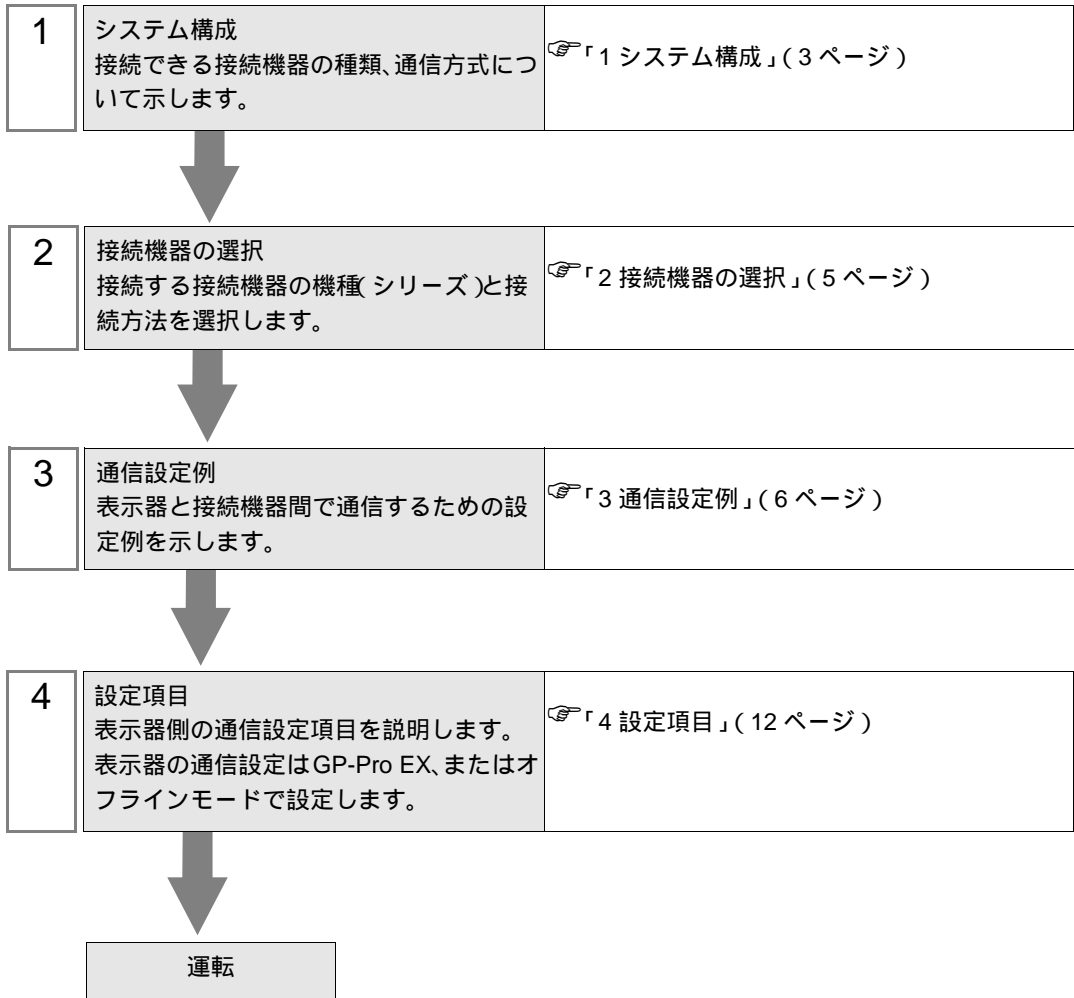 1
システム構成
接続できる接続機器の種類、通信方式につ
いて示します。
☞「1 システム構成」( 3 ページ )
2
接続機器の選択
接続する接続機器の機種( シリーズ )と接
続方法を選択します。
☞「2 接続機器の選択」( 5 ページ )
3
通信設定例
表示器と接続機器間で通信するための設
定例を示します。
☞「3 通信設定例」( 6 ページ )
4
設定項目
表示器側の通信設定項目を説明します。
表示器の通信設定はGP-Pro EX、またはオ
フラインモードで設定します。
☞「4 設定項目」( 12 ページ )
運転